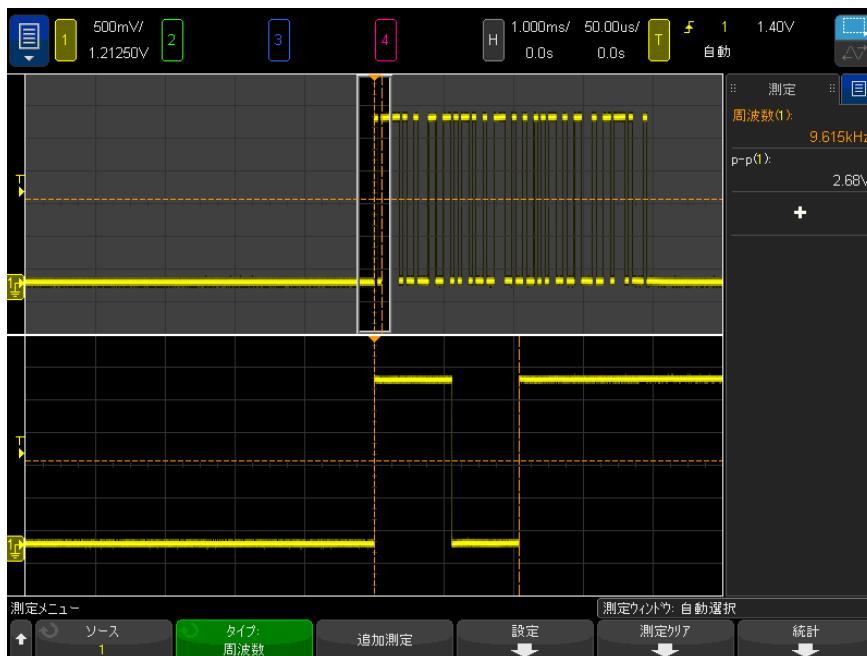 1 500mV/ 2 3 4 H 1.000ms/ 50.00us/ T 1 1.40V
1.21250V 0.0s 0.0s 自動
測定
周波数(1):
9.615kHz
p-p(1):
2.68V
+
T
1
T
1
測定メニュー 測定ウィンドウ: 自動選択
ソース タイプ: 追加測定 設定 測定クリア 統計
1 周波数